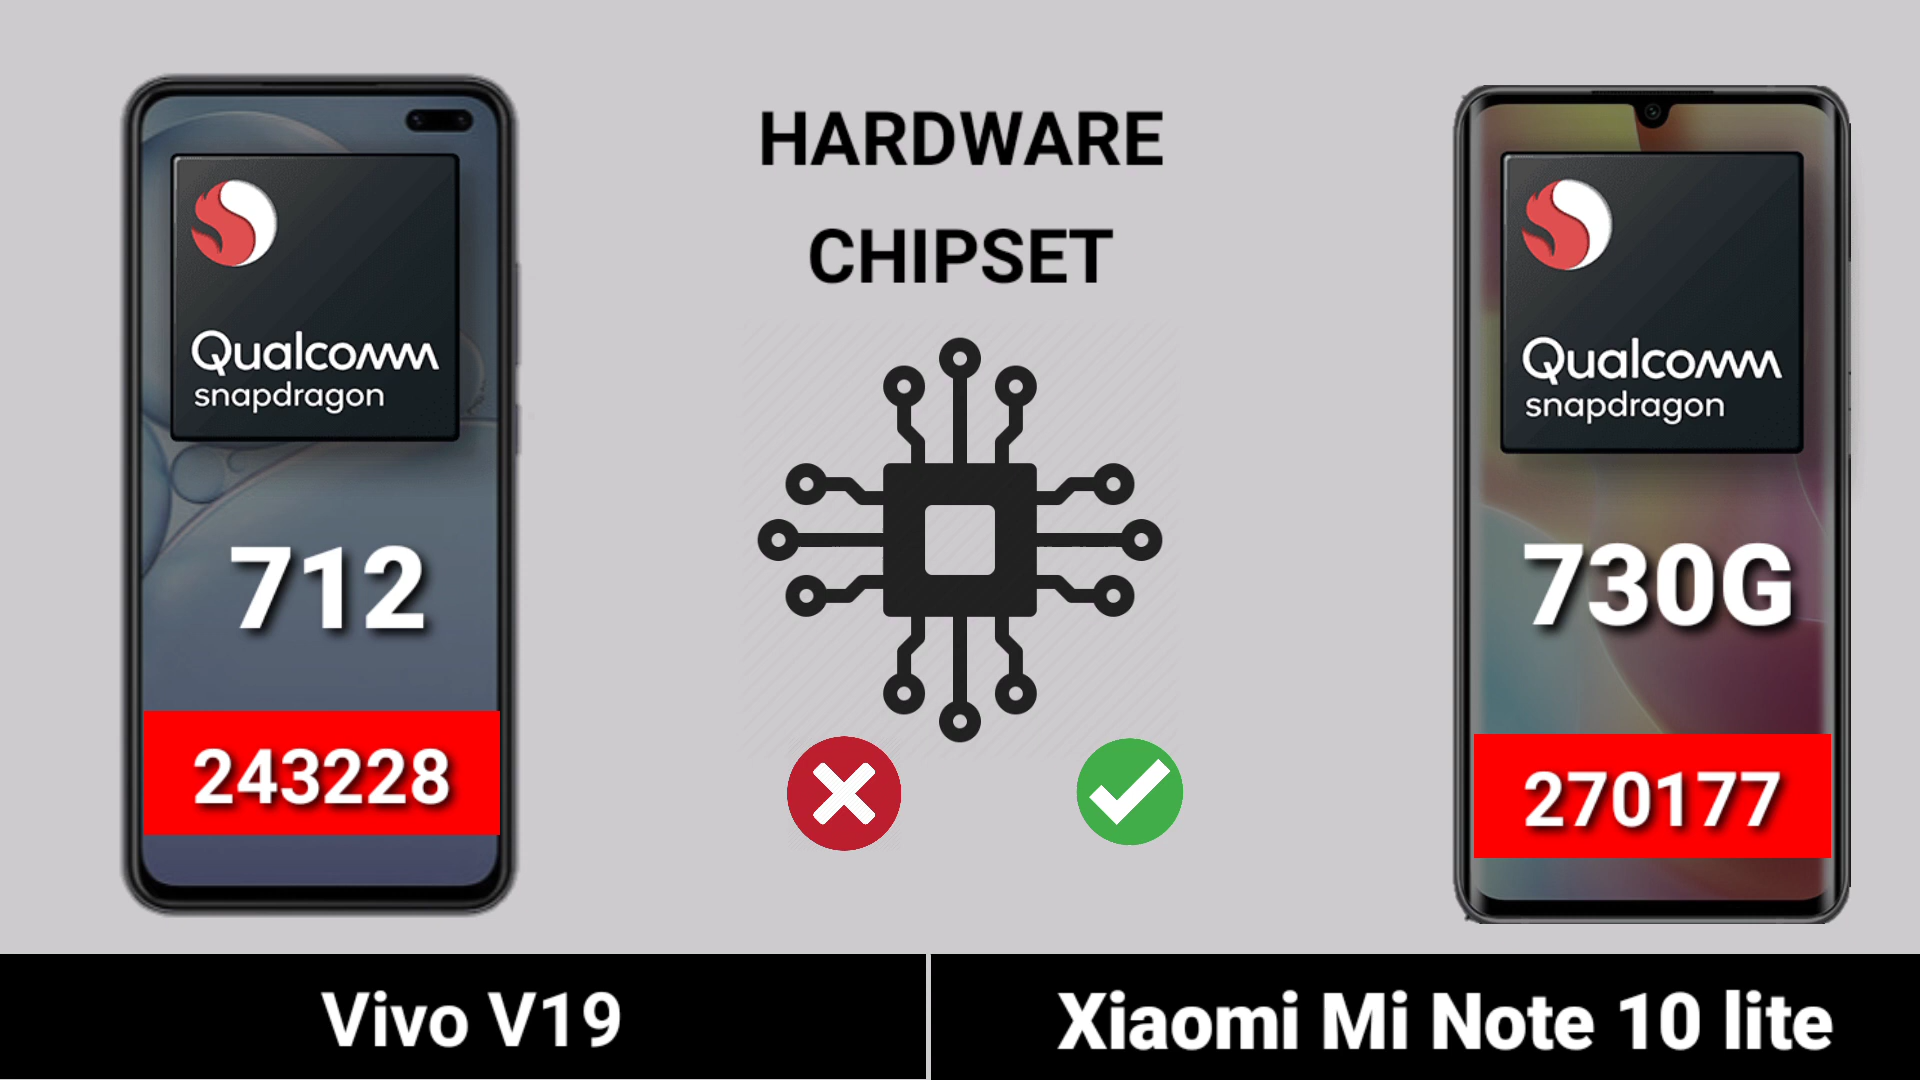 HARDWARE
CHIPSET
Qualcomm
snapdragon
712
243228
Qualcomm
snapdragon
730G
270177
Vivo V19
Xiaomi Mi Note 10 lite